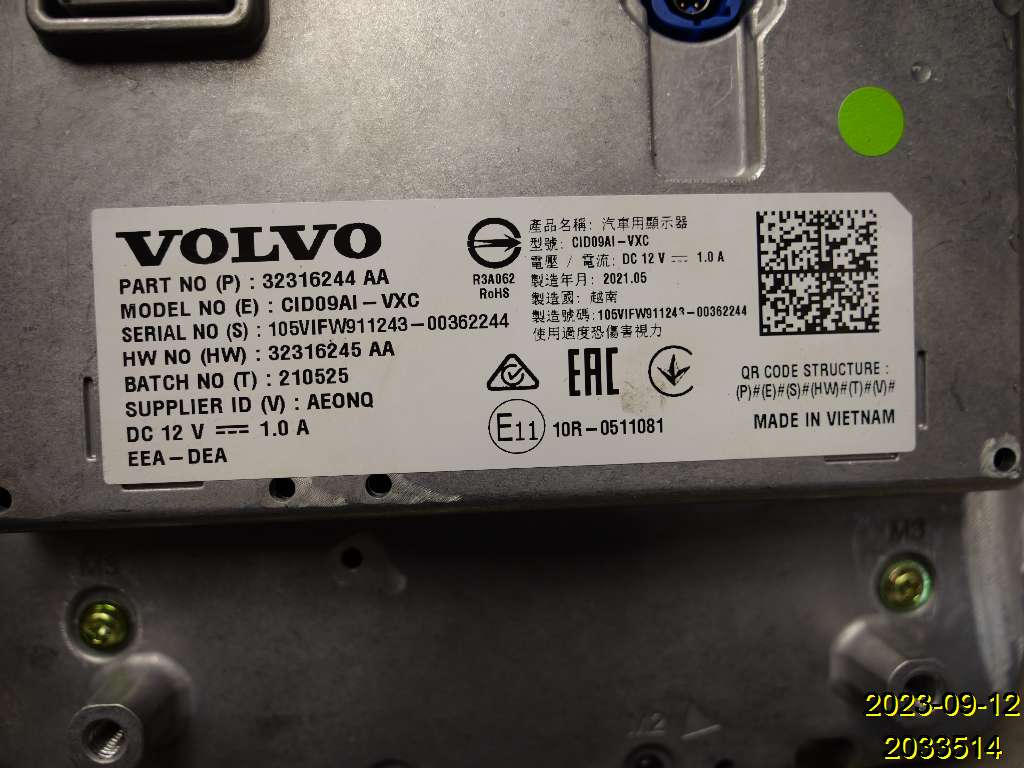 VOLVO
PART NO (P) : 32316244 AA
MODEL NO (E) : CID09AI-VXC
SERIAL NO (S) : 105VIFW911243-00362244
HW NO (HW) : 32316245 AA
BATCH NO (T) : 210525
SUPPLIER ID (V) : AEONQ
DC 12 V ⎓ 1.0 A
EEA-DEA
R3A062
RoHS
產品名稱: 汽車用顯示器
型號: CID09AI-VXC
電壓 / 電流: DC 12 V ⎓ 1.0 A
製造年月: 2021.05
製造國: 越南
製造號碼: 105VIFW911243-00362244
使用過度恐傷害視力
EAC
E11 10R-0511081
QR CODE STRUCTURE :
(P)#(E)#(S)#(HW)#(T)#(V)#
MADE IN VIETNAM
M3
M3
2023-09-12
2033514